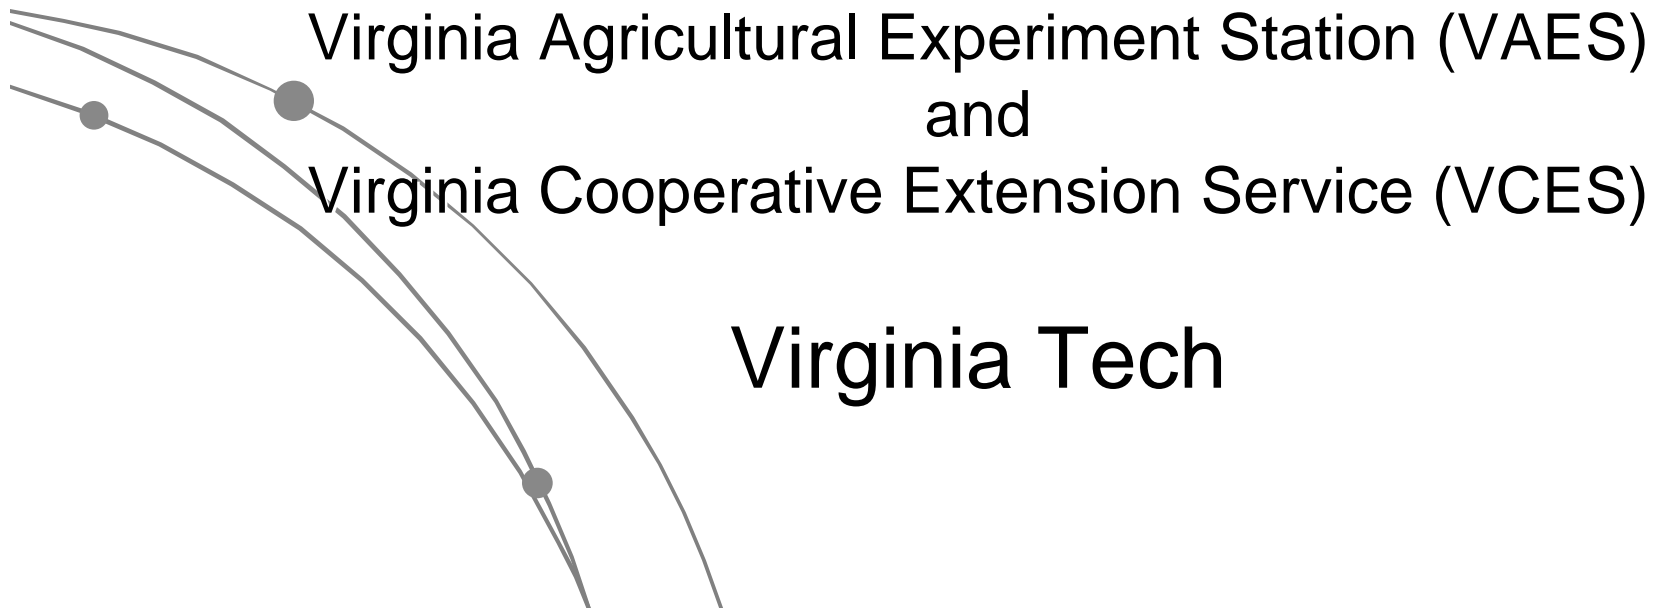 Virginia Agricultural Experiment Station (VAES)
and
Virginia Cooperative Extension Service (VCES)
Virginia Tech